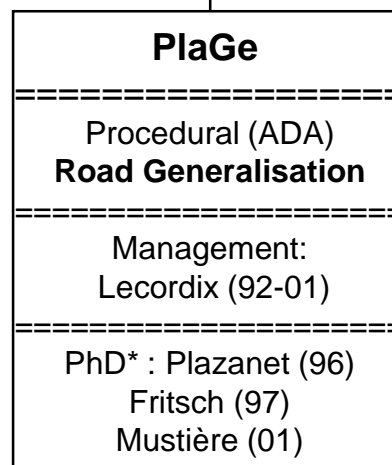 PlaGe
==================
Procedural (ADA)
Road Generalisation
==================
Management:
Lecordix (92-01)
==================
PhD* : Plazanet (96)
Fritsch (97)
Mustière (01)